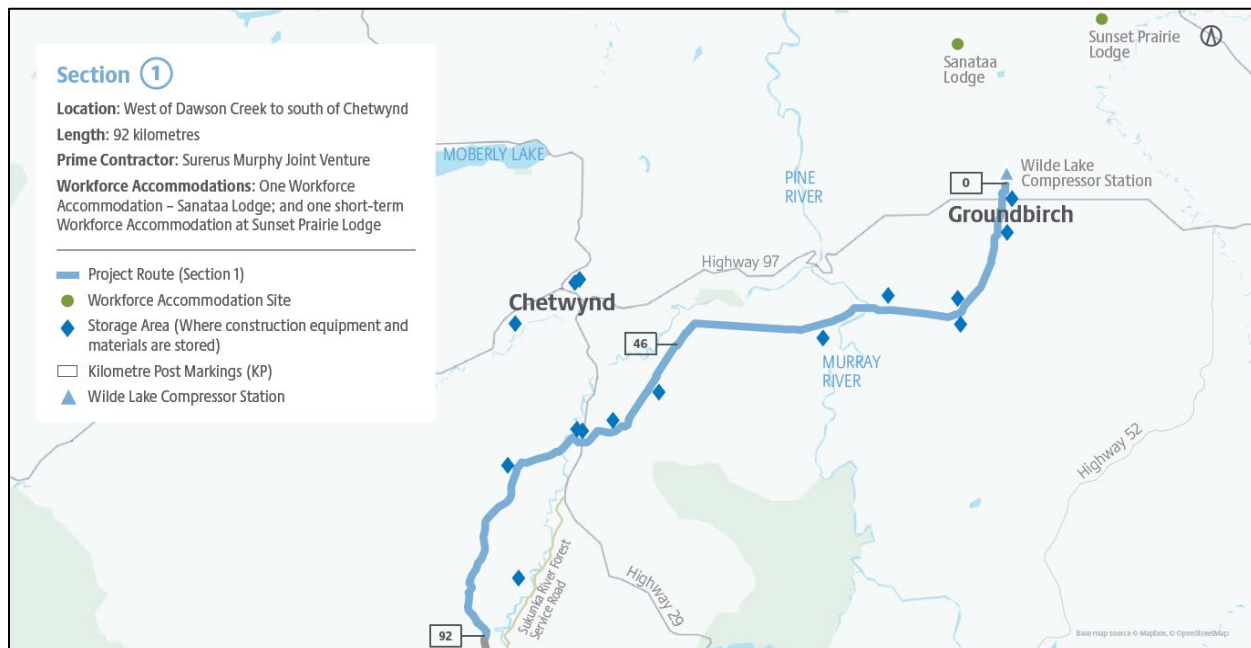 Section 1
Location: West of Dawson Creek to south of Chetwynd
Length: 92 kilometres
Prime Contractor: Surerus Murphy Joint Venture
Workforce Accommodations: One Workforce
Accommodation – Sanataa Lodge; and one short-term
Workforce Accommodation at Sunset Prairie Lodge
Project Route (Section 1)
Workforce Accommodation Site
Storage Area (Where construction equipment and
materials are stored)
Kilometre Post Markings (KP)
Wilde Lake Compressor Station
Sunset Prairie
Lodge
Sanataa
Lodge
MOBERLY LAKE
PINE
RIVER
Wilde Lake
Compressor Station
0
Groundbirch
Highway 97
Chetwynd
46
MURRAY
RIVER
Highway 52
Sukunka River Forest
Service Road
Highway 29
92
Base map source © Mapbox, © OpenStreetMap